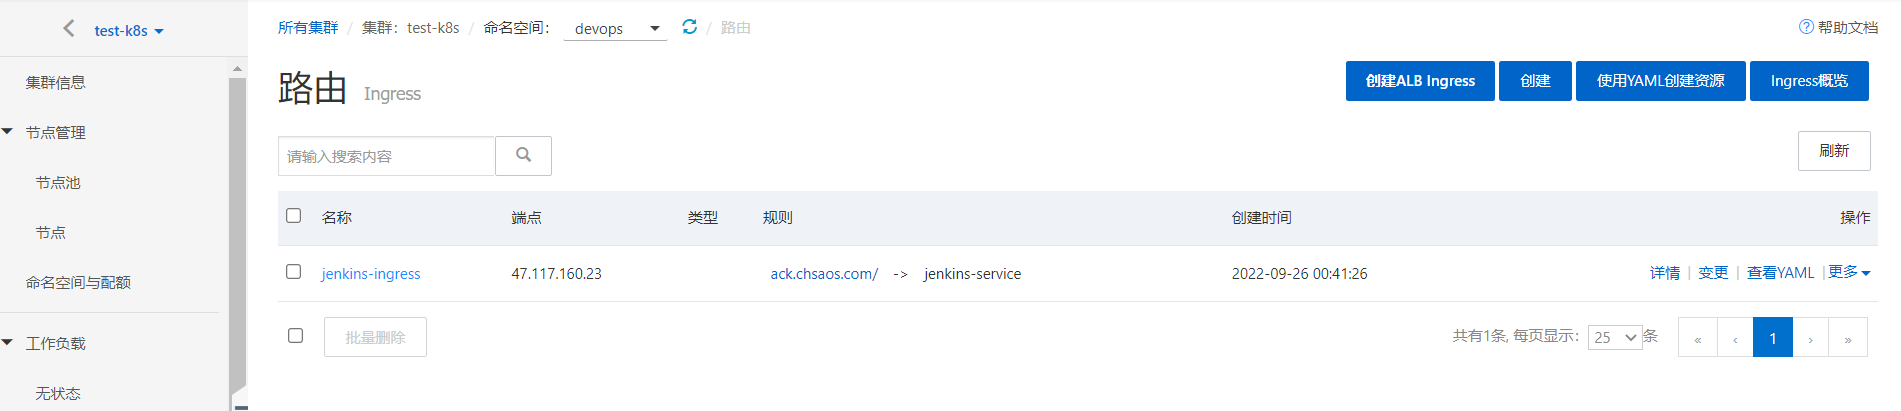 test-k8s
集群信息
节点管理
节点池
节点
命名空间与配额
工作负载
无状态
所有集群 / 集群：test-k8s / 命名空间： devops / 路由
帮助文档
路由 Ingress
创建ALB Ingress 创建 使用YAML创建资源 Ingress概览
请输入搜索内容
刷新
名称 端点 类型 规则 创建时间 操作
jenkins-ingress 47.117.160.23 ack.chsaos.com/ -> jenkins-service 2022-09-26 00:41:26 详情 | 变更 | 查看YAML | 更多
批量删除 共有1条, 每页显示： 25 条 « ‹ 1 › »